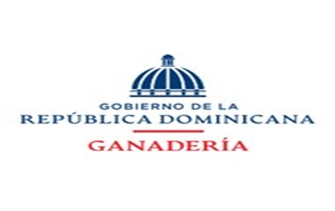 GOBIERNO DE LA
REPÚBLICA DOMINICANA
GANADERÍA